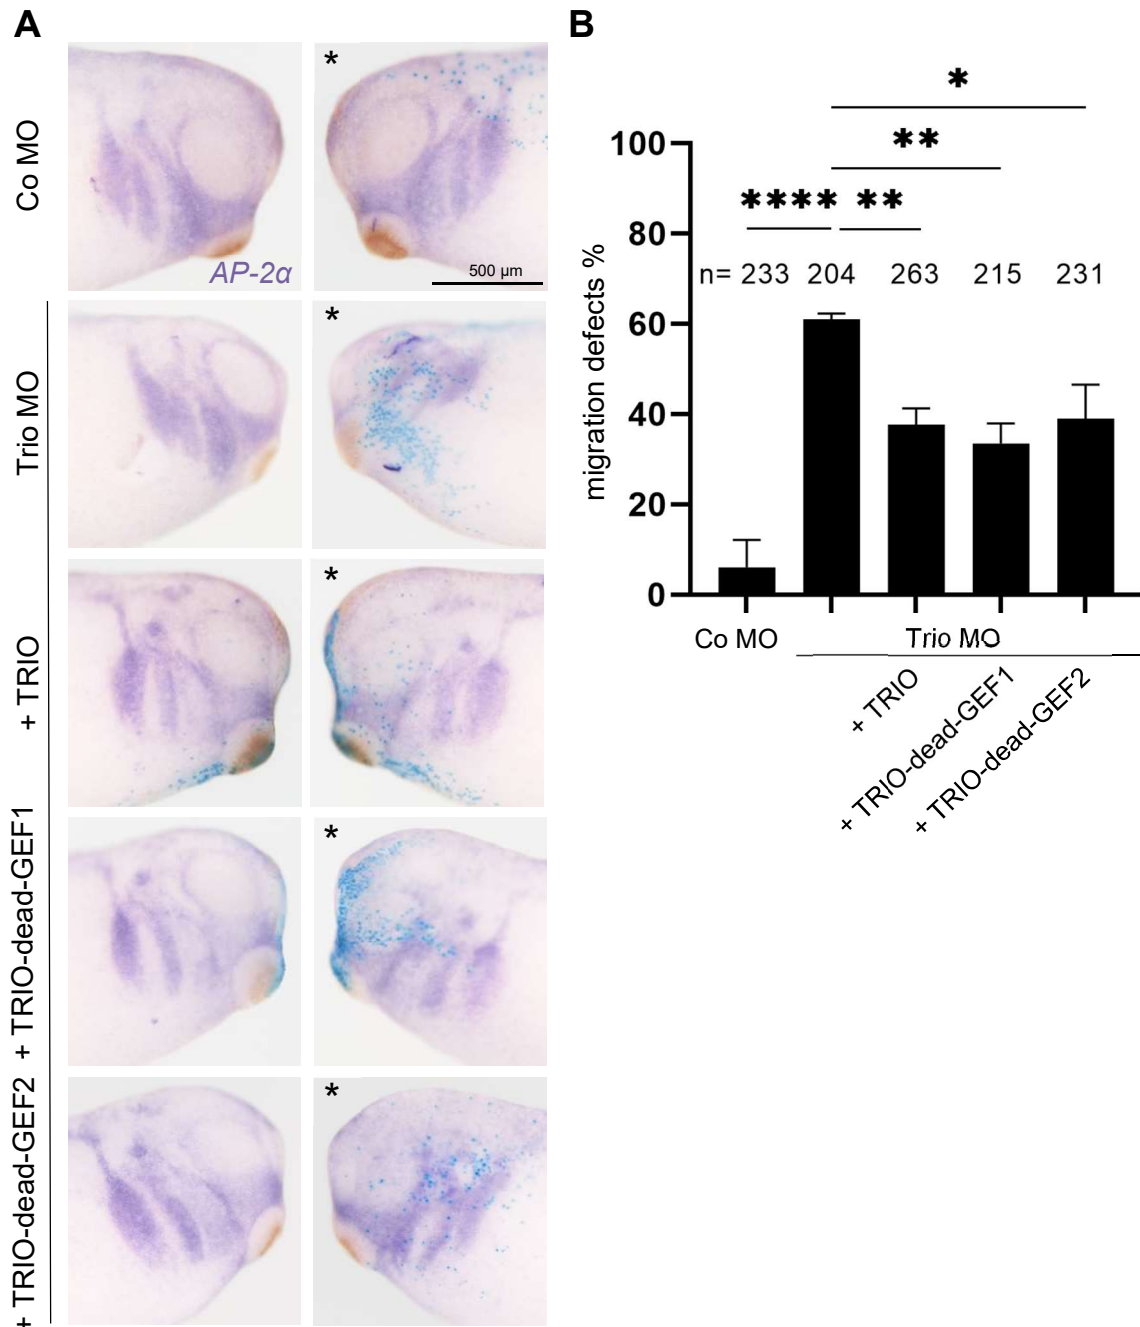 A
Co MO
*
AP-2α
500 µm
Trio MO
*
+ TRIO
*
+ TRIO-dead-GEF1
*
+ TRIO-dead-GEF2
*
B
*
**
**** **
100
80
60
40
20
0
migration defects %
n= 233 204 263 215 231
Co MO
Trio MO
+ TRIO
+ TRIO-dead-GEF1
+ TRIO-dead-GEF2